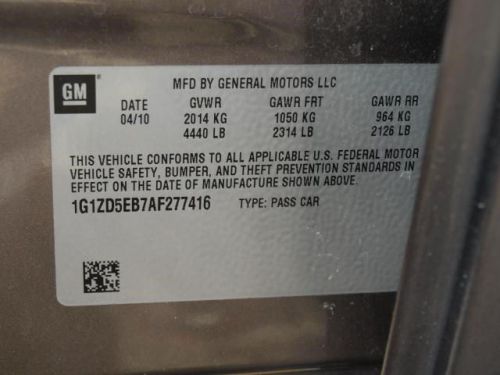 GM
MFD BY GENERAL MOTORS LLC
DATE GVWR GAWR FRT GAWR RR
04/10 2014 KG 1050 KG 964 KG
4440 LB 2314 LB 2126 LB
THIS VEHICLE CONFORMS TO ALL APPLICABLE U.S. FEDERAL MOTOR
VEHICLE SAFETY, BUMPER, AND THEFT PREVENTION STANDARDS IN
EFFECT ON THE DATE OF MANUFACTURE SHOWN ABOVE.
1G1ZD5EB7AF277416 TYPE: PASS CAR